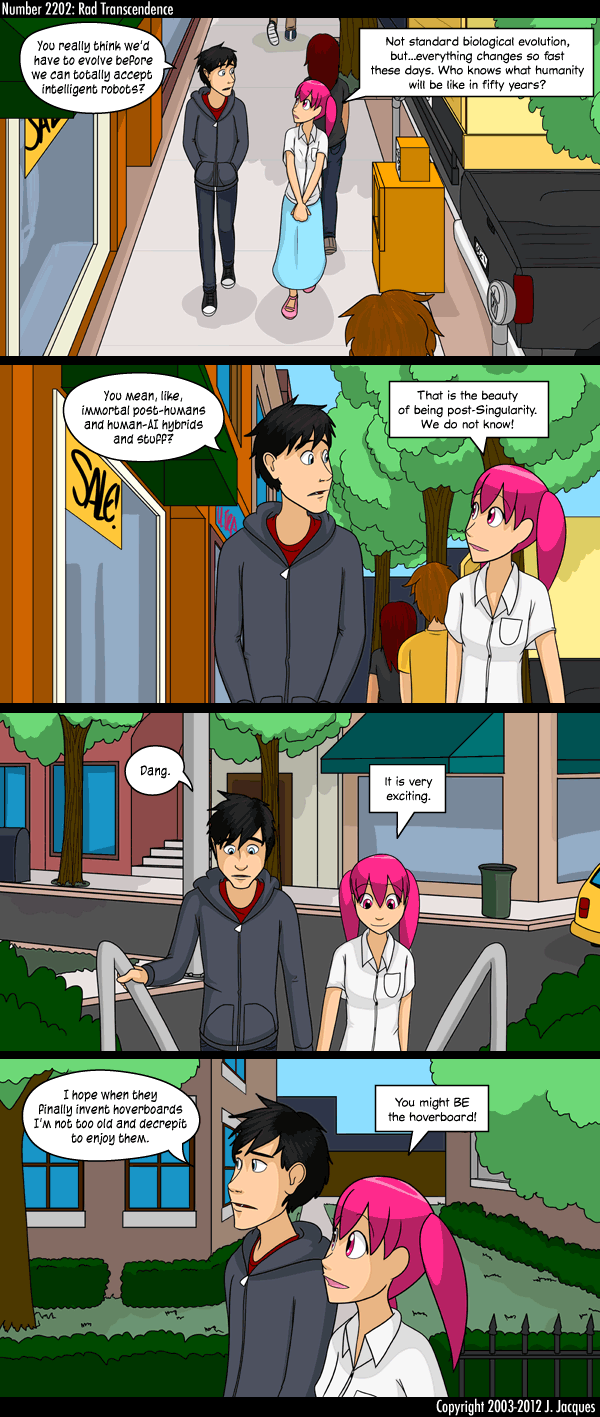 Number 2202: Rad Transcendence
You really think we'd
have to evolve before
we can totally accept
intelligent robots?
Not standard biological evolution,
but...everything changes so fast
these days. Who knows what humanity
will be like in fifty years?
You mean, like,
immortal post-humans
and human-AI hybrids
and stuff?
That is the beauty
of being post-Singularity.
We do not know!
SALE!
Dang.
It is very
exciting.
I hope when they
finally invent hoverboards
I'm not too old and decrepit
to enjoy them.
You might BE
the hoverboard!
Copyright 2003-2012 J. Jacques